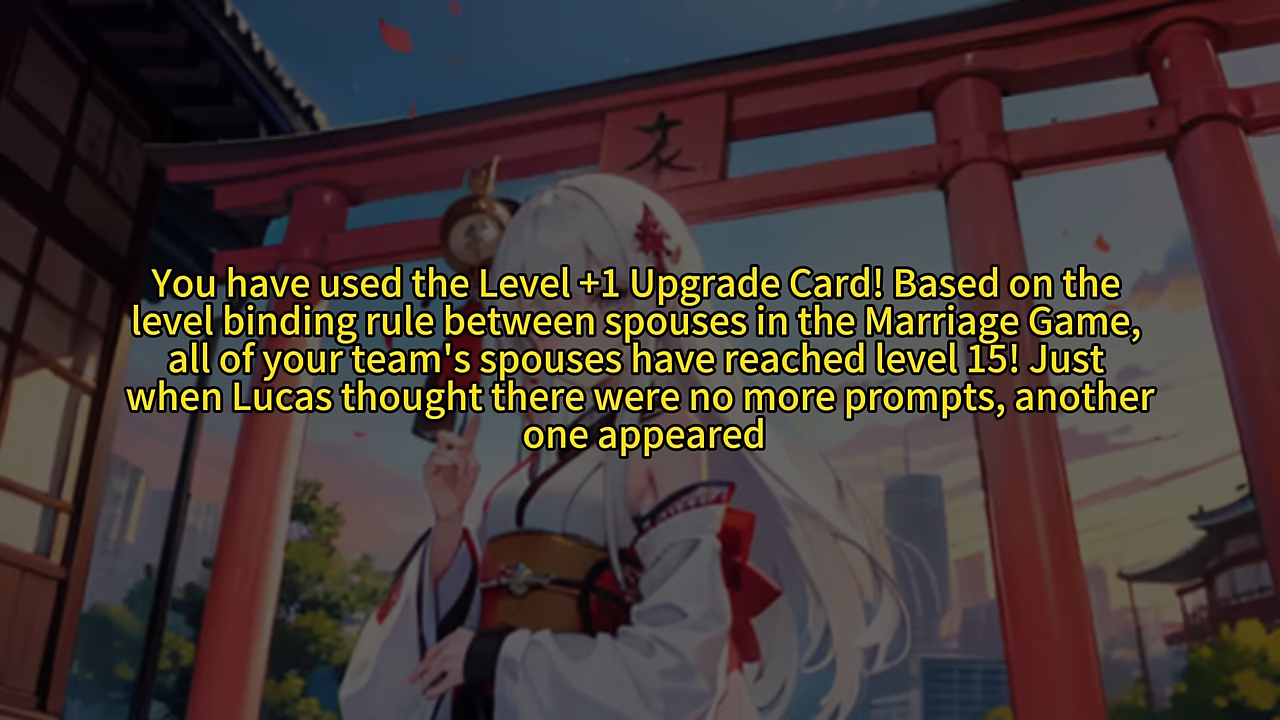 You have used the Level +1 Upgrade Card! Based on the
level binding rule between spouses in the Marriage Game,
all of your team's spouses have reached level 15! Just
when Lucas thought there were no more prompts, another
one appeared